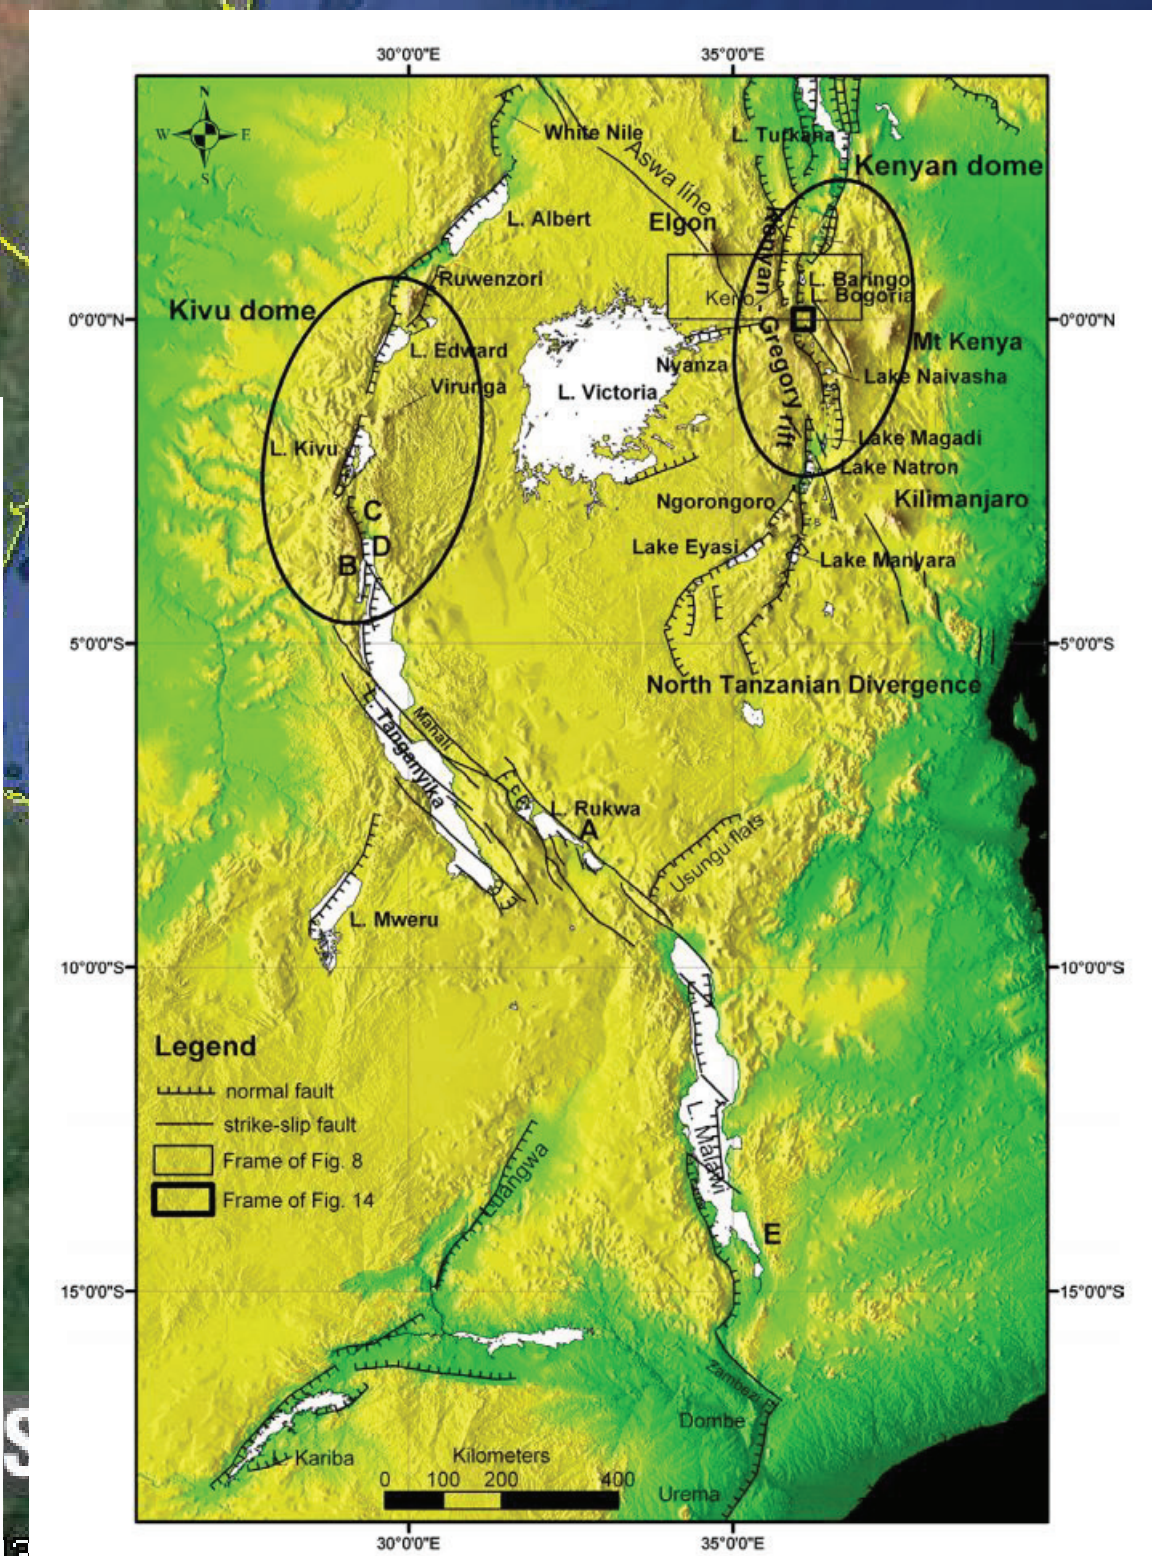 30°0'0"E
35°0'0"E
N
W
E
S
White Nile
Aswa line
L. Turkana
Kenyan dome
L. Albert
Elgon
Ruwenzori
Kivu dome
Kenyan - Gregory rift
L. Baringo
L. Bogoria
Kerio
0°0'0"N
0°0'0"N
L. Edward
Mt Kenya
Nyanza
Virunga
L. Victoria
Lake Naivasha
L. Kivu
Lake Magadi
Lake Natron
Ngorongoro
Kilimanjaro
C
D
B
Lake Eyasi
Lake Manyara
5°0'0"S
5°0'0"S
North Tanzanian Divergence
L. Tanganyika
Mahali
L. Rukwa
A
Usungu flats
L. Mweru
10°0'0"S
10°0'0"S
Legend
normal fault
strike-slip fault
Frame of Fig. 8
Frame of Fig. 14
Luangwa
L. Malawi
E
15°0'0"S
15°0'0"S
Zambezi
Dombe
L. Kariba
Kilometers
0 100 200 400
Urema
30°0'0"E
35°0'0"E
S